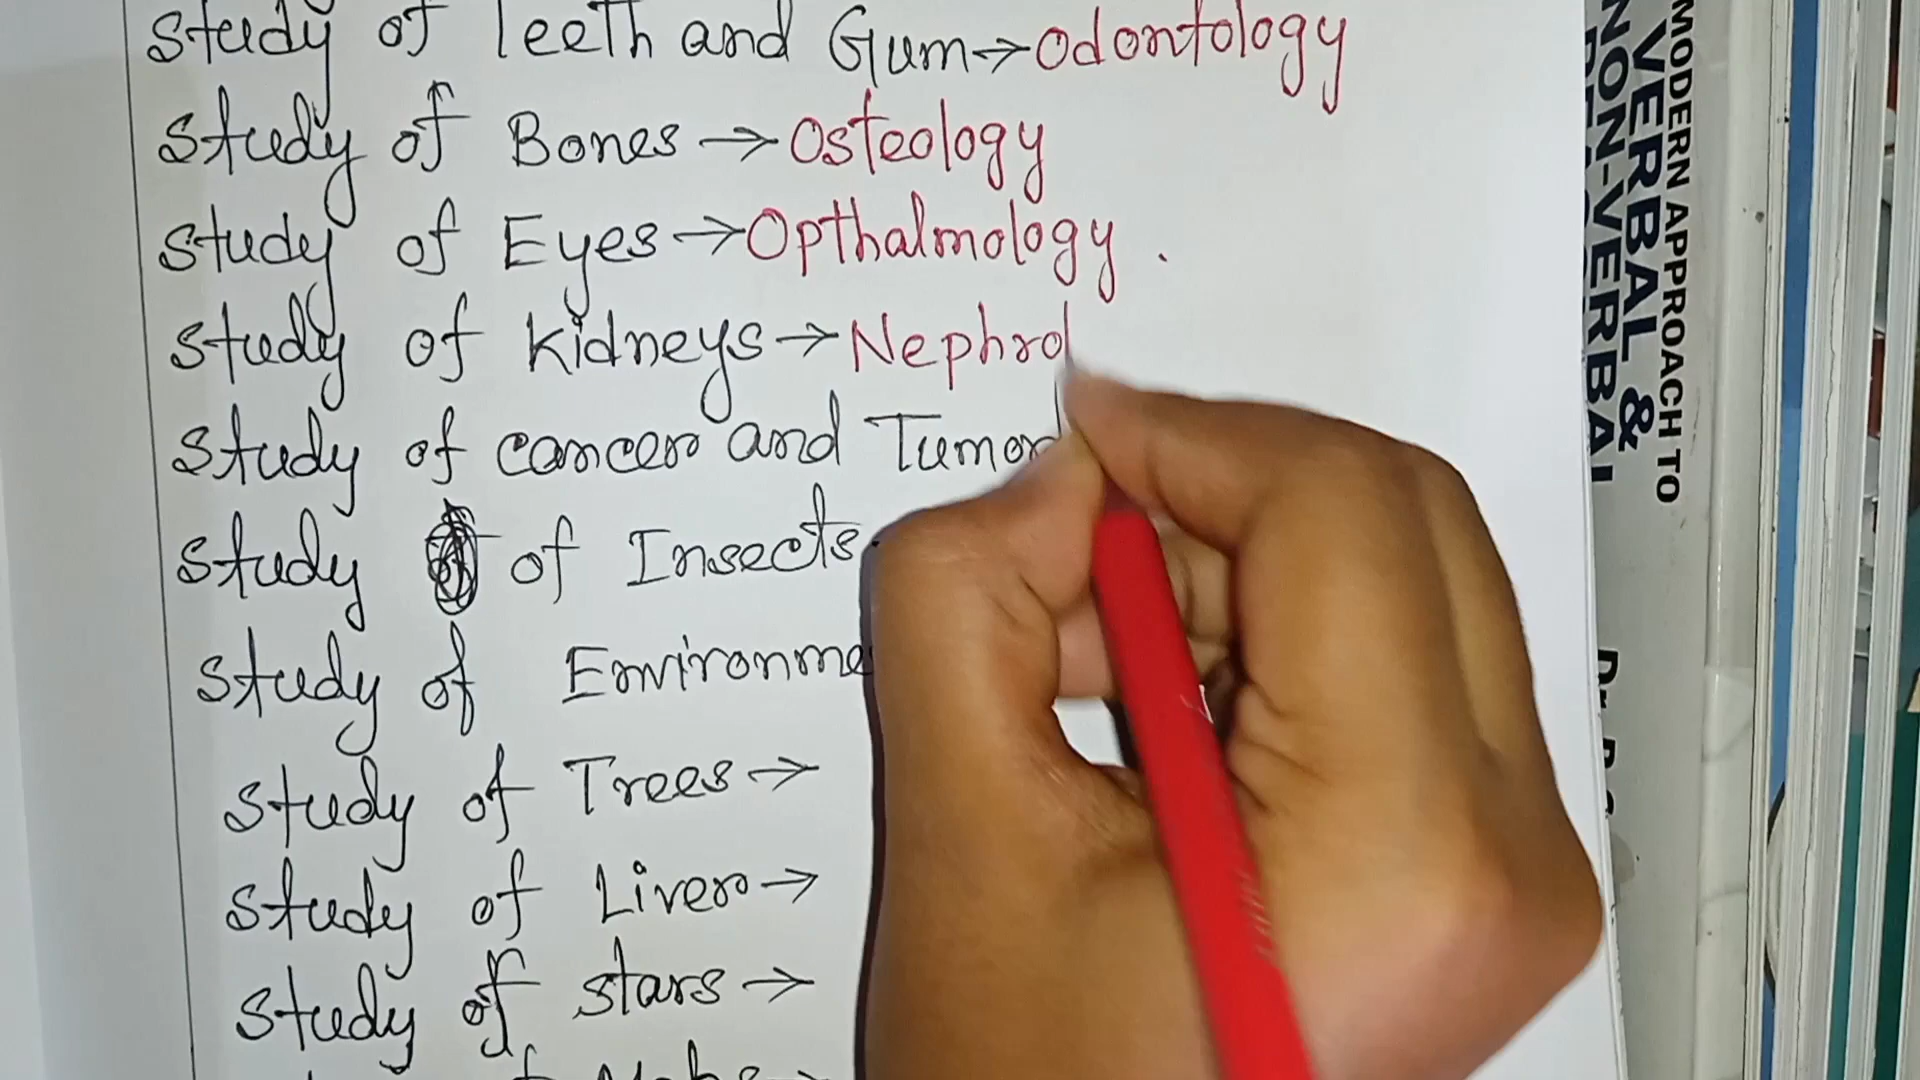 Study of Teeth and Gum→Odontology
Study of Bones → Osteology
Study of Eyes →Opthalmology .
Study of kidneys →Nephrol
Study of cancer and Tumor
Study of Insects
Study of Environme
Study of Trees →
Study of Liver →
Study of stars →
MODERN APPROACH TO
VERBAL &
NON-VERBAL